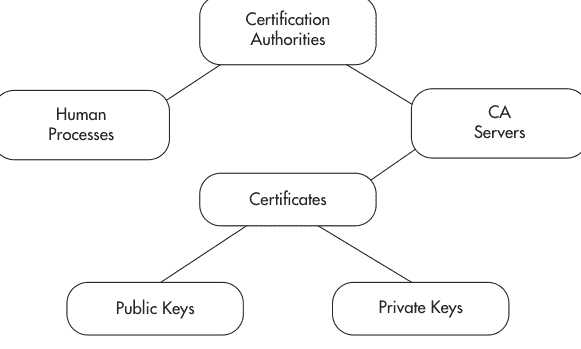 Certification
Authorities
Human
Processes
CA
Servers
Certificates
Public Keys
Private Keys